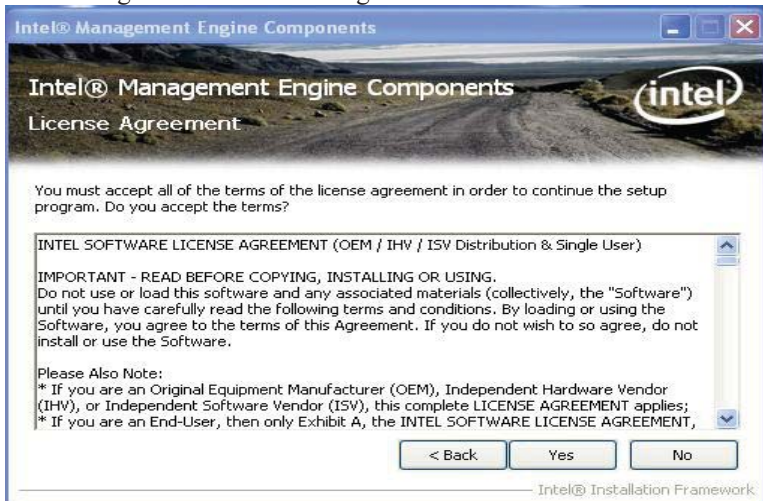 Intel® Management Engine Components
Intel® Management Engine Components
intel
License Agreement
You must accept all of the terms of the license agreement in order to continue the setup
program. Do you accept the terms?
INTEL SOFTWARE LICENSE AGREEMENT (OEM / IHV / ISV Distribution & Single User)
IMPORTANT - READ BEFORE COPYING, INSTALLING OR USING.
Do not use or load this software and any associated materials (collectively, the "Software")
until you have carefully read the following terms and conditions. By loading or using the
Software, you agree to the terms of this Agreement. If you do not wish to so agree, do not
install or use the Software.
Please Also Note:
* If you are an Original Equipment Manufacturer (OEM), Independent Hardware Vendor
(IHV), or Independent Software Vendor (ISV), this complete LICENSE AGREEMENT applies;
* If you are an End-User, then only Exhibit A, the INTEL SOFTWARE LICENSE AGREEMENT,
< Back Yes No
Intel® Installation Framework